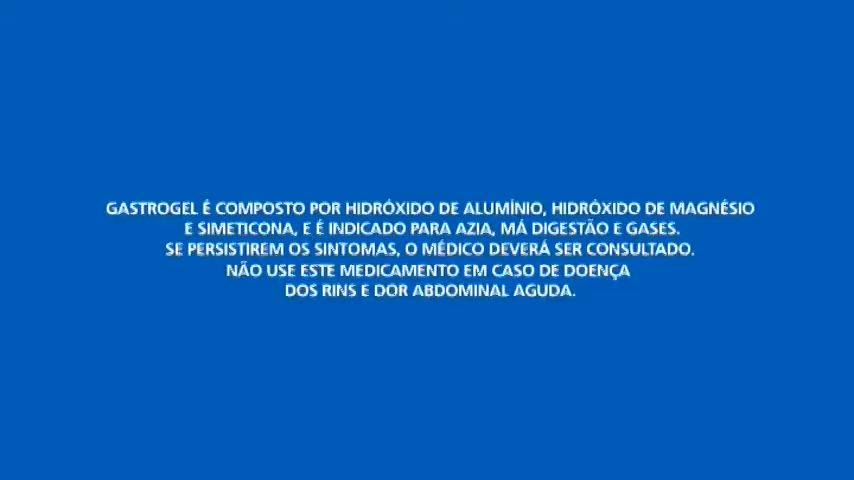 GASTROGEL É COMPOSTO POR HIDRÓXIDO DE ALUMÍNIO, HIDRÓXIDO DE MAGNÉSIO
E SIMETICONA, E É INDICADO PARA AZIA, MÁ DIGESTÃO E GASES.
SE PERSISTIREM OS SINTOMAS, O MÉDICO DEVERÁ SER CONSULTADO.
NÃO USE ESTE MEDICAMENTO EM CASO DE DOENÇA
DOS RINS E DOR ABDOMINAL AGUDA.